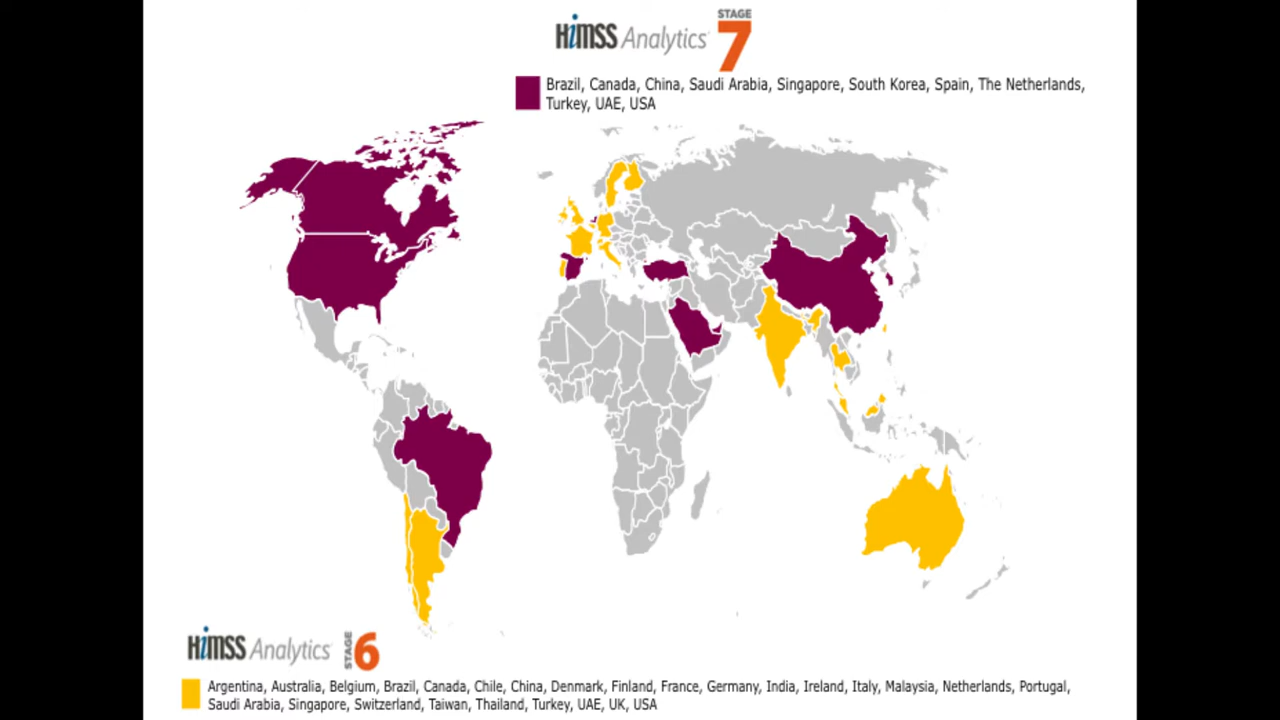 HiMSS Analytics STAGE 7
Brazil, Canada, China, Saudi Arabia, Singapore, South Korea, Spain, The Netherlands,
Turkey, UAE, USA
HiMSS Analytics STAGE 6
Argentina, Australia, Belgium, Brazil, Canada, Chile, China, Denmark, Finland, France, Germany, India, Ireland, Italy, Malaysia, Netherlands, Portugal,
Saudi Arabia, Singapore, Switzerland, Taiwan, Thailand, Turkey, UAE, UK, USA